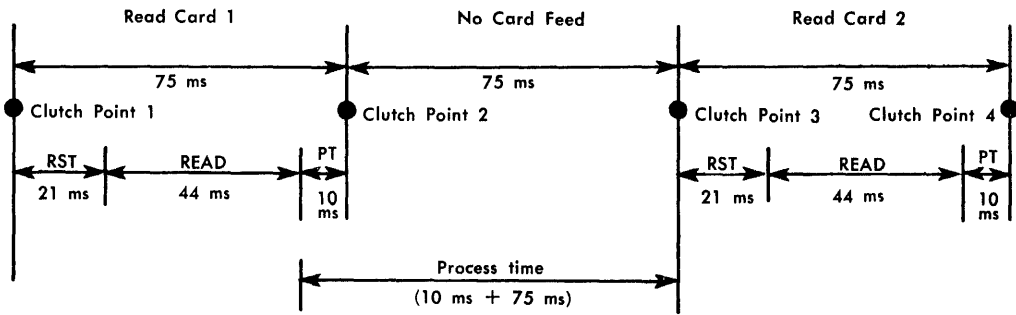 Read Card 1 No Card Feed Read Card 2
75 ms 75 ms 75 ms
Clutch Point 1 Clutch Point 2 Clutch Point 3 Clutch Point 4
RST READ PT RST READ PT
21 ms 44 ms 10 ms 21 ms 44 ms 10 ms
Process time
(10 ms + 75 ms)